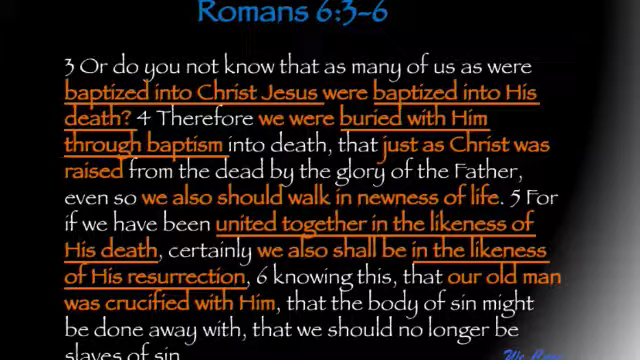 Romans 6:3-6
3 Or do you not know that as many of us as were
baptized into Christ Jesus were baptized into His
death? 4 Therefore we were buried with Him
through baptism into death, that just as Christ was
raised from the dead by the glory of the Father,
even so we also should walk in newness of life. 5 For
if we have been united together in the likeness of
His death, certainly we also shall be in the likeness
of His resurrection, 6 knowing this, that our old man
was crucified with Him, that the body of sin might
be done away with, that we should no longer be
slaves of sin